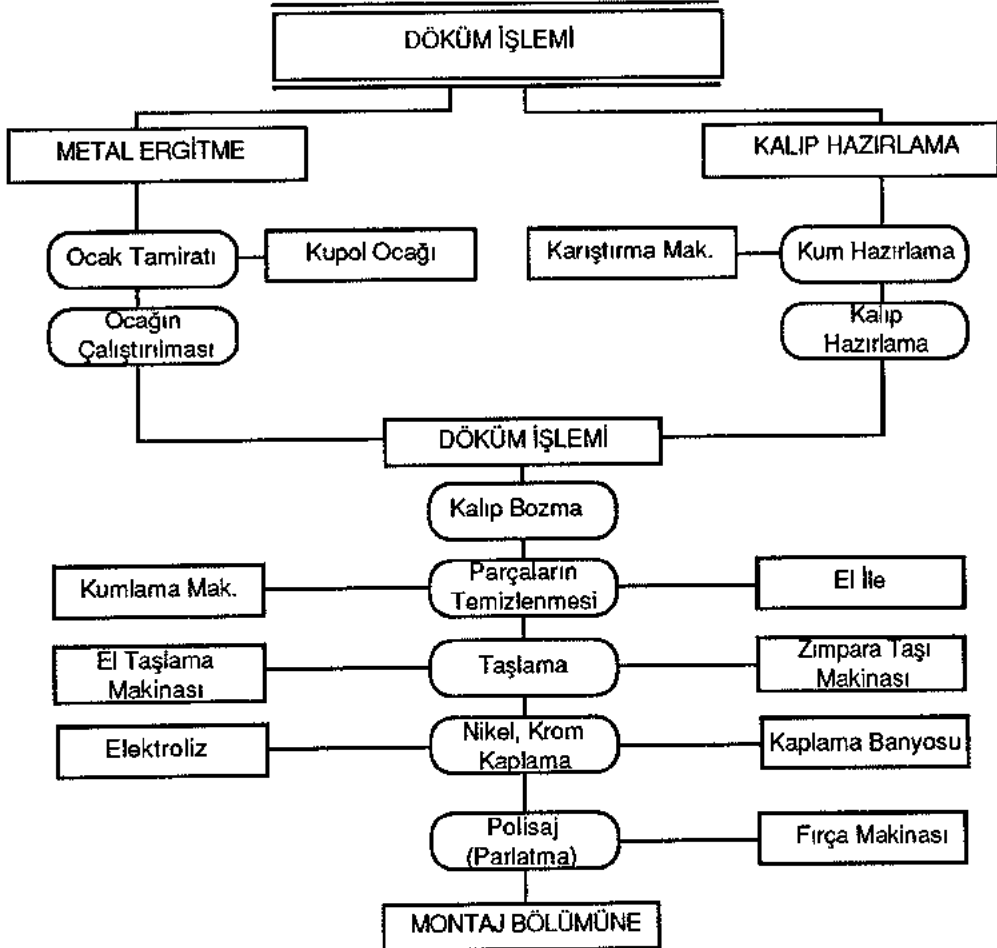 DÖKÜM İŞLEMİ
METAL ERGİTME
KALIP HAZIRLAMA
Ocak Tamiratı
Kupol Ocağı
Karıştırma Mak.
Kum Hazırlama
Ocağın
Çalıştırılması
Kalıp
Hazırlama
DÖKÜM İŞLEMİ
Kalıp Bozma
Kumlama Mak.
Parçaların
Temizlenmesi
El İle
El Taşlama
Makinası
Taşlama
Zımpara Taşı
Makinası
Elektroliz
Nikel, Krom
Kaplama
Kaplama Banyosu
Polisaj
(Parlatma)
Fırça Makinası
MONTAJ BÖLÜMÜNE